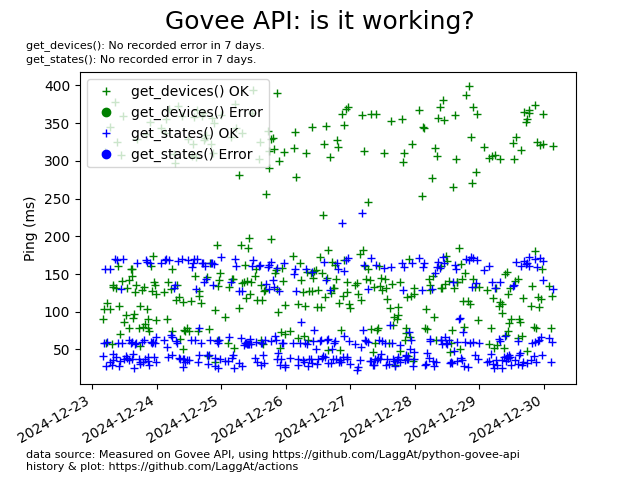 Govee API: is it working?
get_devices(): No recorded error in 7 days.
get_states(): No recorded error in 7 days.
get_devices() OK
get_devices() Error
get_states() OK
get_states() Error
Ping (ms)
400
350
300
250
200
150
100
50
2024-12-23
2024-12-24
2024-12-25
2024-12-26
2024-12-27
2024-12-28
2024-12-29
2024-12-30
data source: Measured on Govee API, using https://github.com/LaggAt/python-govee-api
history & plot: https://github.com/LaggAt/actions